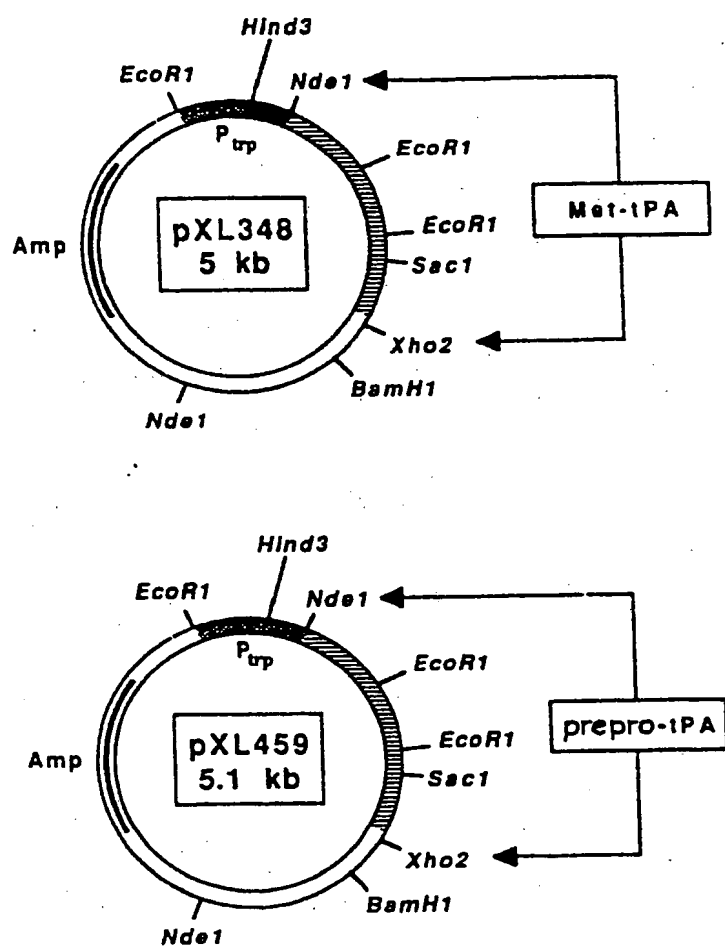 Hind3
EcoR1
Nde1
Ptrp
EcoR1
Met-tPA
pXL348
5 kb
Amp
EcoR1
Sac1
Xho2
BamH1
Nde1
Hind3
EcoR1
Nde1
Ptrp
EcoR1
prepro-tPA
pXL459
5.1 kb
Amp
EcoR1
Sac1
Xho2
BamH1
Nde1